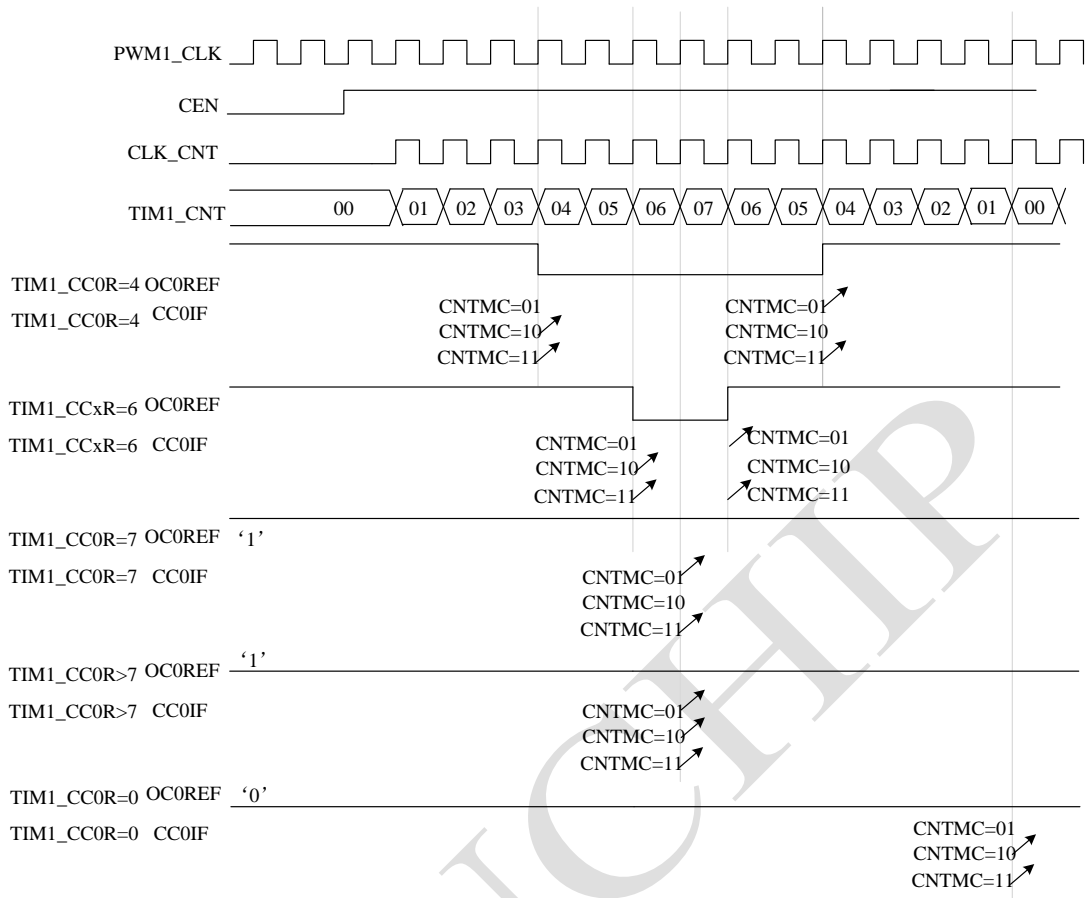 PWM1_CLK
CEN
CLK_CNT
TIM1_CNT 00 01 02 03 04 05 06 07 06 05 04 03 02 01 00
TIM1_CC0R=4 OC0REF
TIM1_CC0R=4 CC0IF
CNTMC=01 CNTMC=01
CNTMC=10 CNTMC=10
CNTMC=11 CNTMC=11
TIM1_CCxR=6 OC0REF
TIM1_CCxR=6 CC0IF
CNTMC=01 CNTMC=01
CNTMC=10 CNTMC=10
CNTMC=11 CNTMC=11
TIM1_CC0R=7 OC0REF ‘1’
TIM1_CC0R=7 CC0IF
CNTMC=01
CNTMC=10
CNTMC=11
TIM1_CC0R>7 OC0REF ‘1’
TIM1_CC0R>7 CC0IF
CNTMC=01
CNTMC=10
CNTMC=11
TIM1_CC0R=0 OC0REF ‘0’
TIM1_CC0R=0 CC0IF
CNTMC=01
CNTMC=10
CNTMC=11